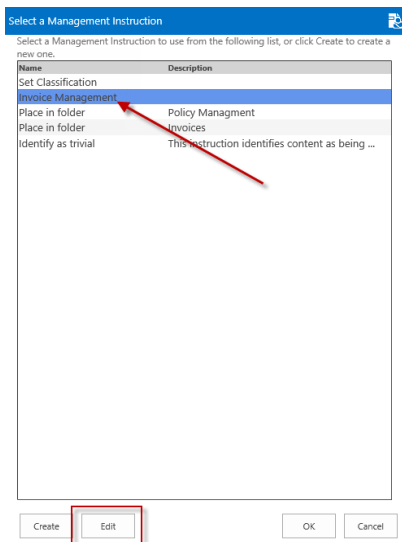 Select a Management Instruction
Select a Management Instruction to use from the following list, or click Create to create a
new one.
Name Description
Set Classification
Invoice Management
Place in folder Policy Managment
Place in folder Invoices
Identify as trivial This instruction identifies content as being ...
Create Edit OK Cancel